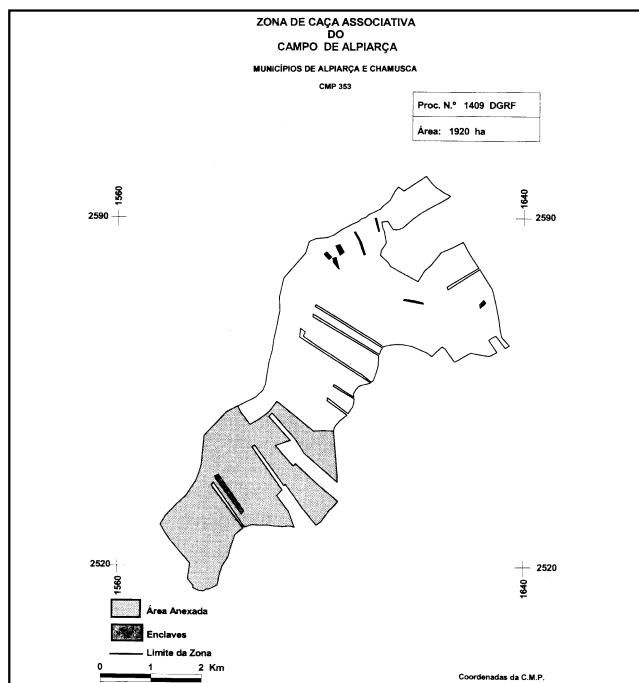 ZONA DE CAÇA ASSOCIATIVA
DO
CAMPO DE ALPIARÇA
MUNICÍPIOS DE ALPIARÇA E CHAMUSCA
CMP 353
Proc. N.º 1409 DGRF
Área: 1920 ha
1560
1640
2590
2590
2520
2520
1560
1640
Área Anexada
Enclaves
Limite da Zona
0 1 2 Km
Coordenadas da C.M.P.